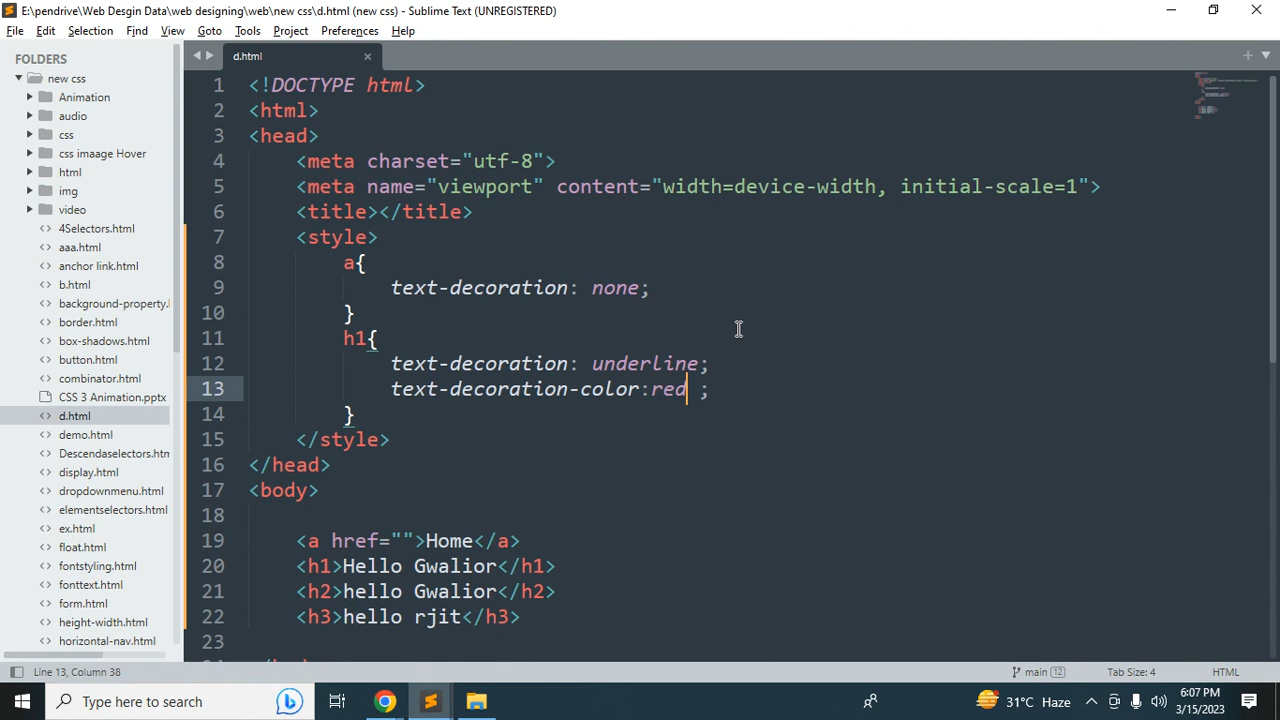 E:\pendrive\Web Desgin Data\web designing\web\new css\d.html (new css) - Sublime Text (UNREGISTERED)
File Edit Selection Find View Goto Tools Project Preferences Help
FOLDERS
new css
Animation
audio
css
css imaage Hover
html
img
video
4Selectors.html
aaa.html
anchor link.html
b.html
background-property.
border.html
box-shadows.html
button.html
combinator.html
CSS 3 Animation.pptx
d.html
demo.html
Descendaselectors.htm
display.html
dropdownmenu.html
elementselectors.html
ex.html
float.html
fontstyling.html
fonttext.html
form.html
height-width.html
horizontal-nav.html
d.html
1 <!DOCTYPE html>
2 <html>
3 <head>
4 <meta charset="utf-8">
5 <meta name="viewport" content="width=device-width, initial-scale=1">
6 <title></title>
7 <style>
8 a{
9 text-decoration: none;
10 }
11 h1{
12 text-decoration: underline;
13 text-decoration-color:red ;
14 }
15 </style>
16 </head>
17 <body>
18
19 <a href="">Home</a>
20 <h1>Hello Gwalior</h1>
21 <h2>hello Gwalior</h2>
22 <h3>hello rjit</h3>
23
Line 13, Column 38
main 12
Tab Size: 4
HTML
Type here to search
31°C Haze
6:07 PM
3/15/2023